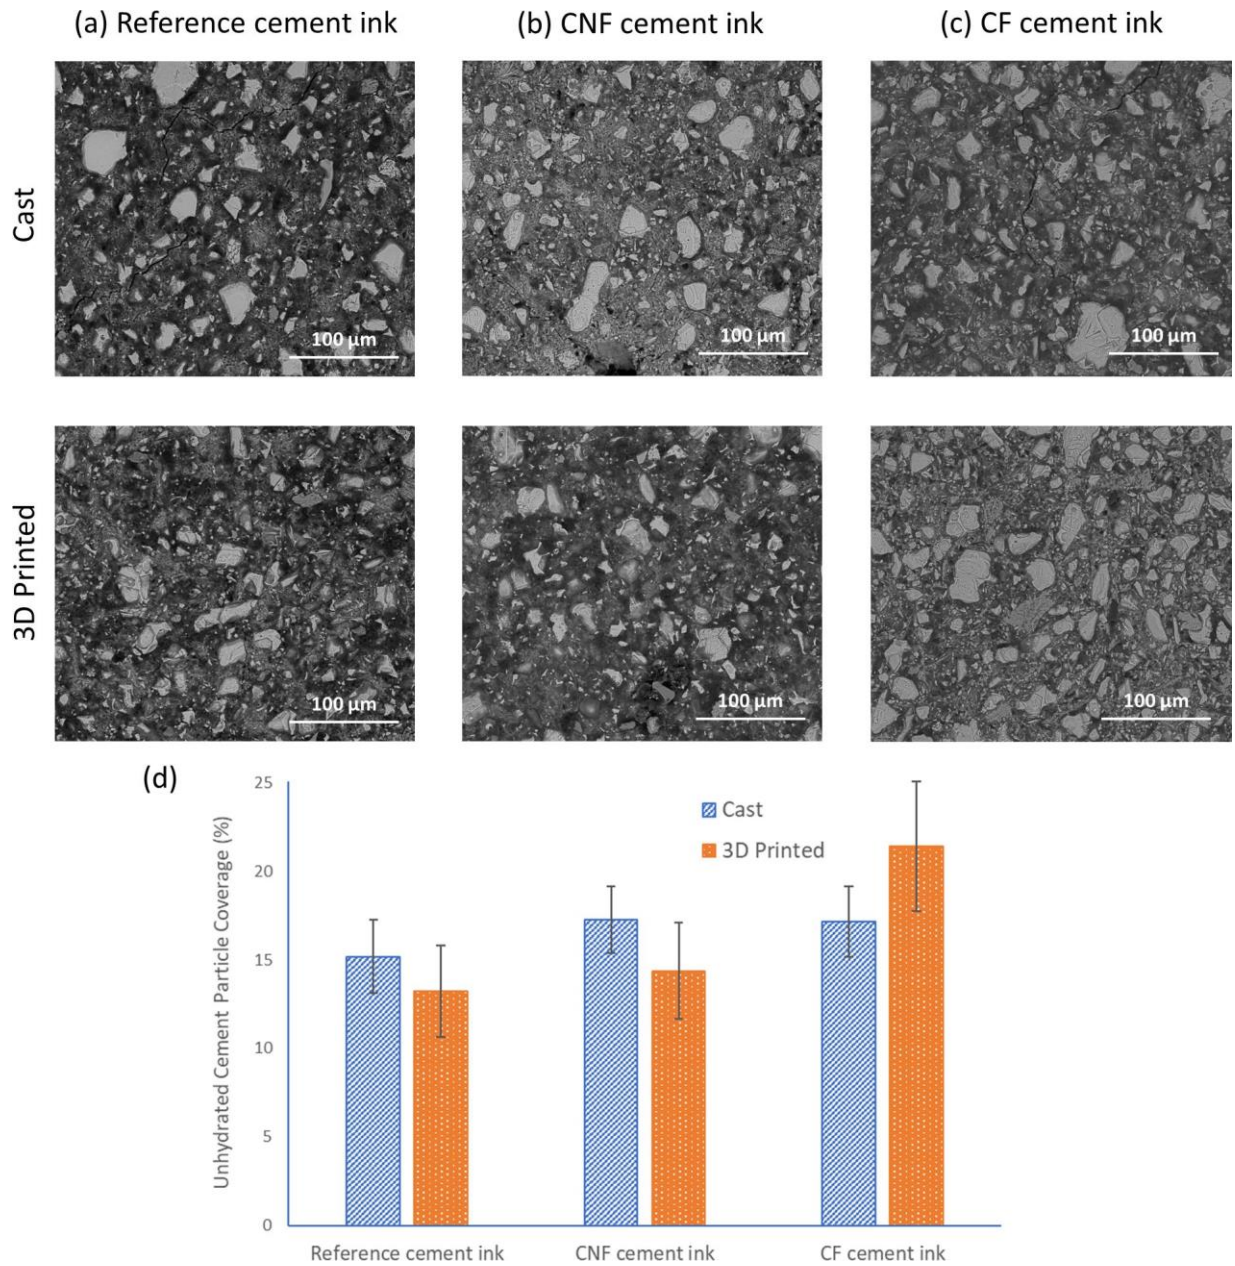 (a) Reference cement ink
(b) CNF cement ink
(c) CF cement ink
Cast
100 µm
100 µm
100 µm
3D Printed
100 µm
100 µm
100 µm
(d)
Unhydrated Cement Particle Coverage (%)
25
20
15
10
5
0
Cast
3D Printed
Reference cement ink
CNF cement ink
CF cement ink